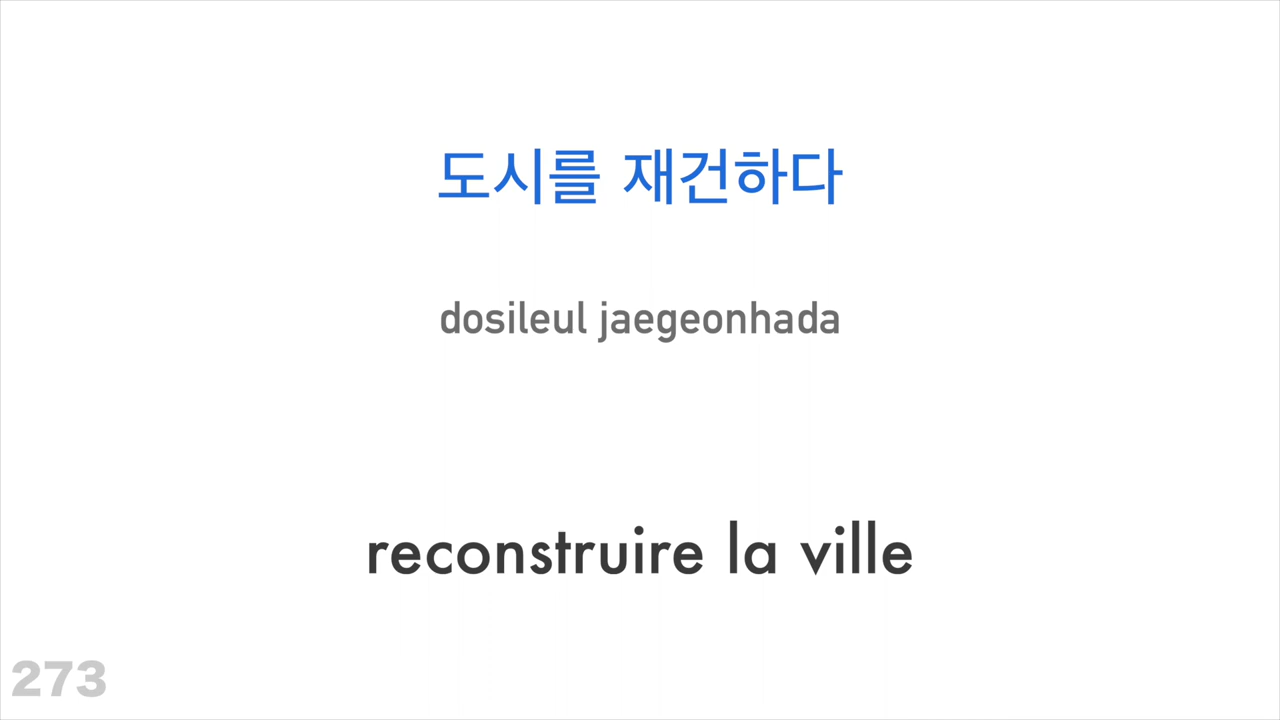 도시를 재건하다
dosileul jaegeonhada
reconstruire la ville
273